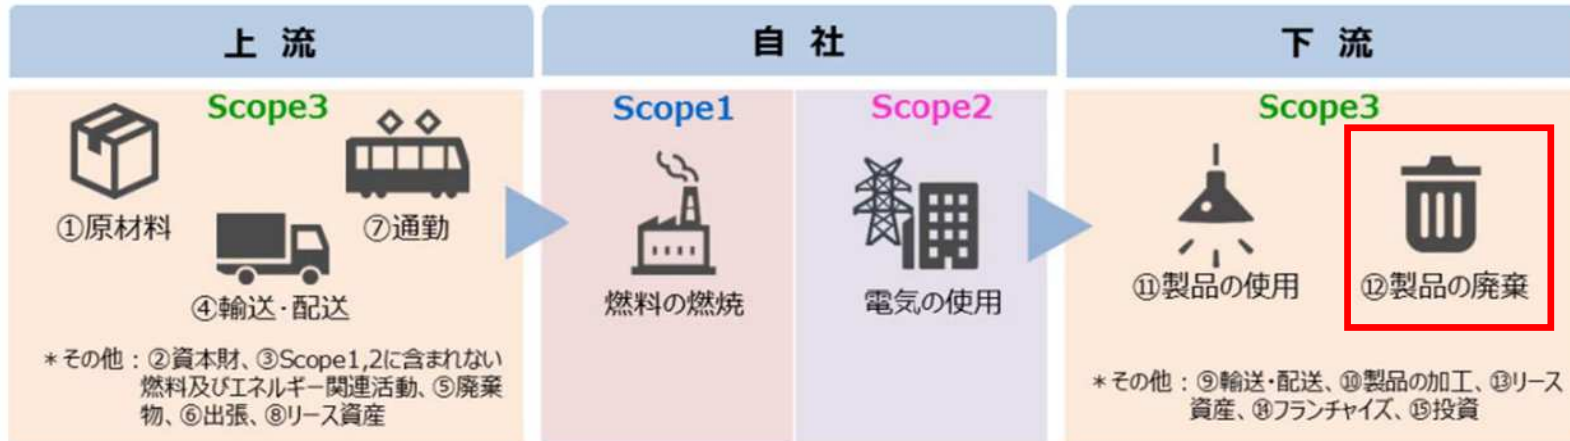 上 流
自 社
下 流
Scope3
①原材料
⑦通勤
④輸送・配送
*その他：②資本財、③Scope1,2に含まれない
燃料及びエネルギー関連活動、⑤廃棄
物、⑥出張、⑧リース資産
Scope1
燃料の燃焼
Scope2
電気の使用
Scope3
⑪製品の使用
⑫製品の廃棄
*その他：⑨輸送・配送、⑩製品の加工、⑬リース
資産、⑭フランチャイズ、⑮投資